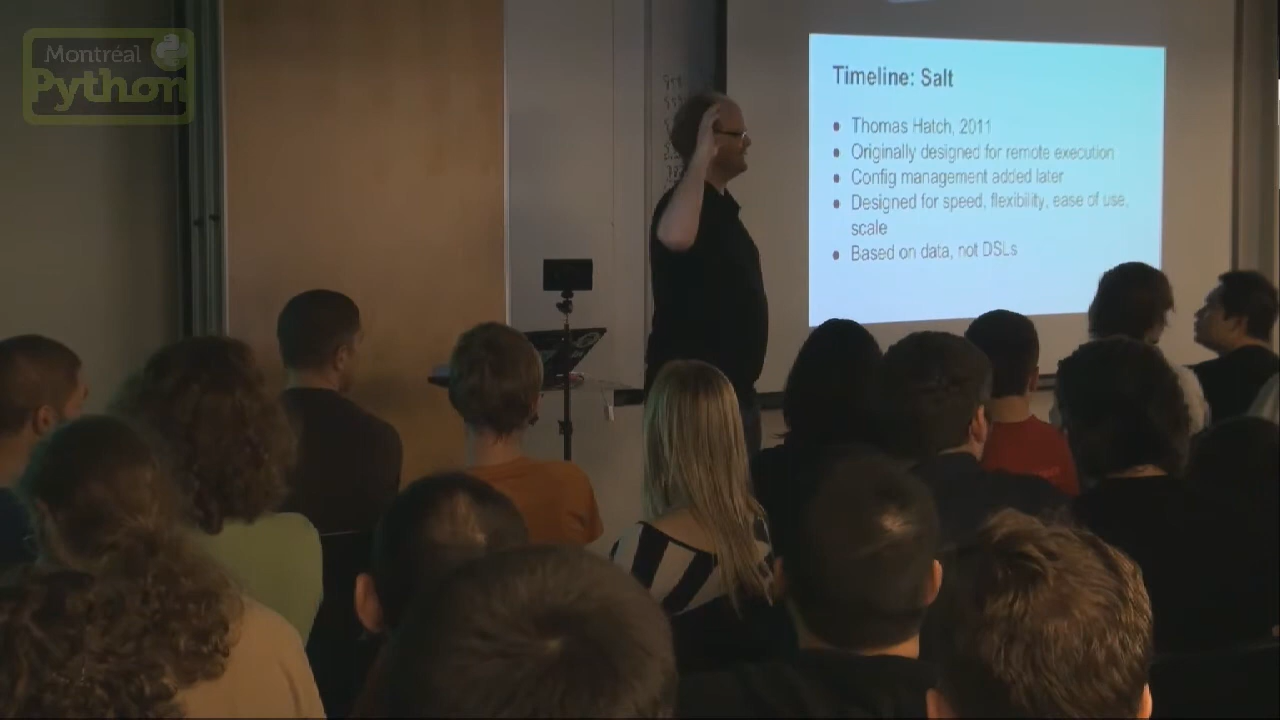 Montréal
Python
Timeline: Salt
• Thomas Hatch, 2011
• Originally designed for remote execution
• Config management added later
• Designed for speed, flexibility, ease of use,
scale
• Based on data, not DSLs